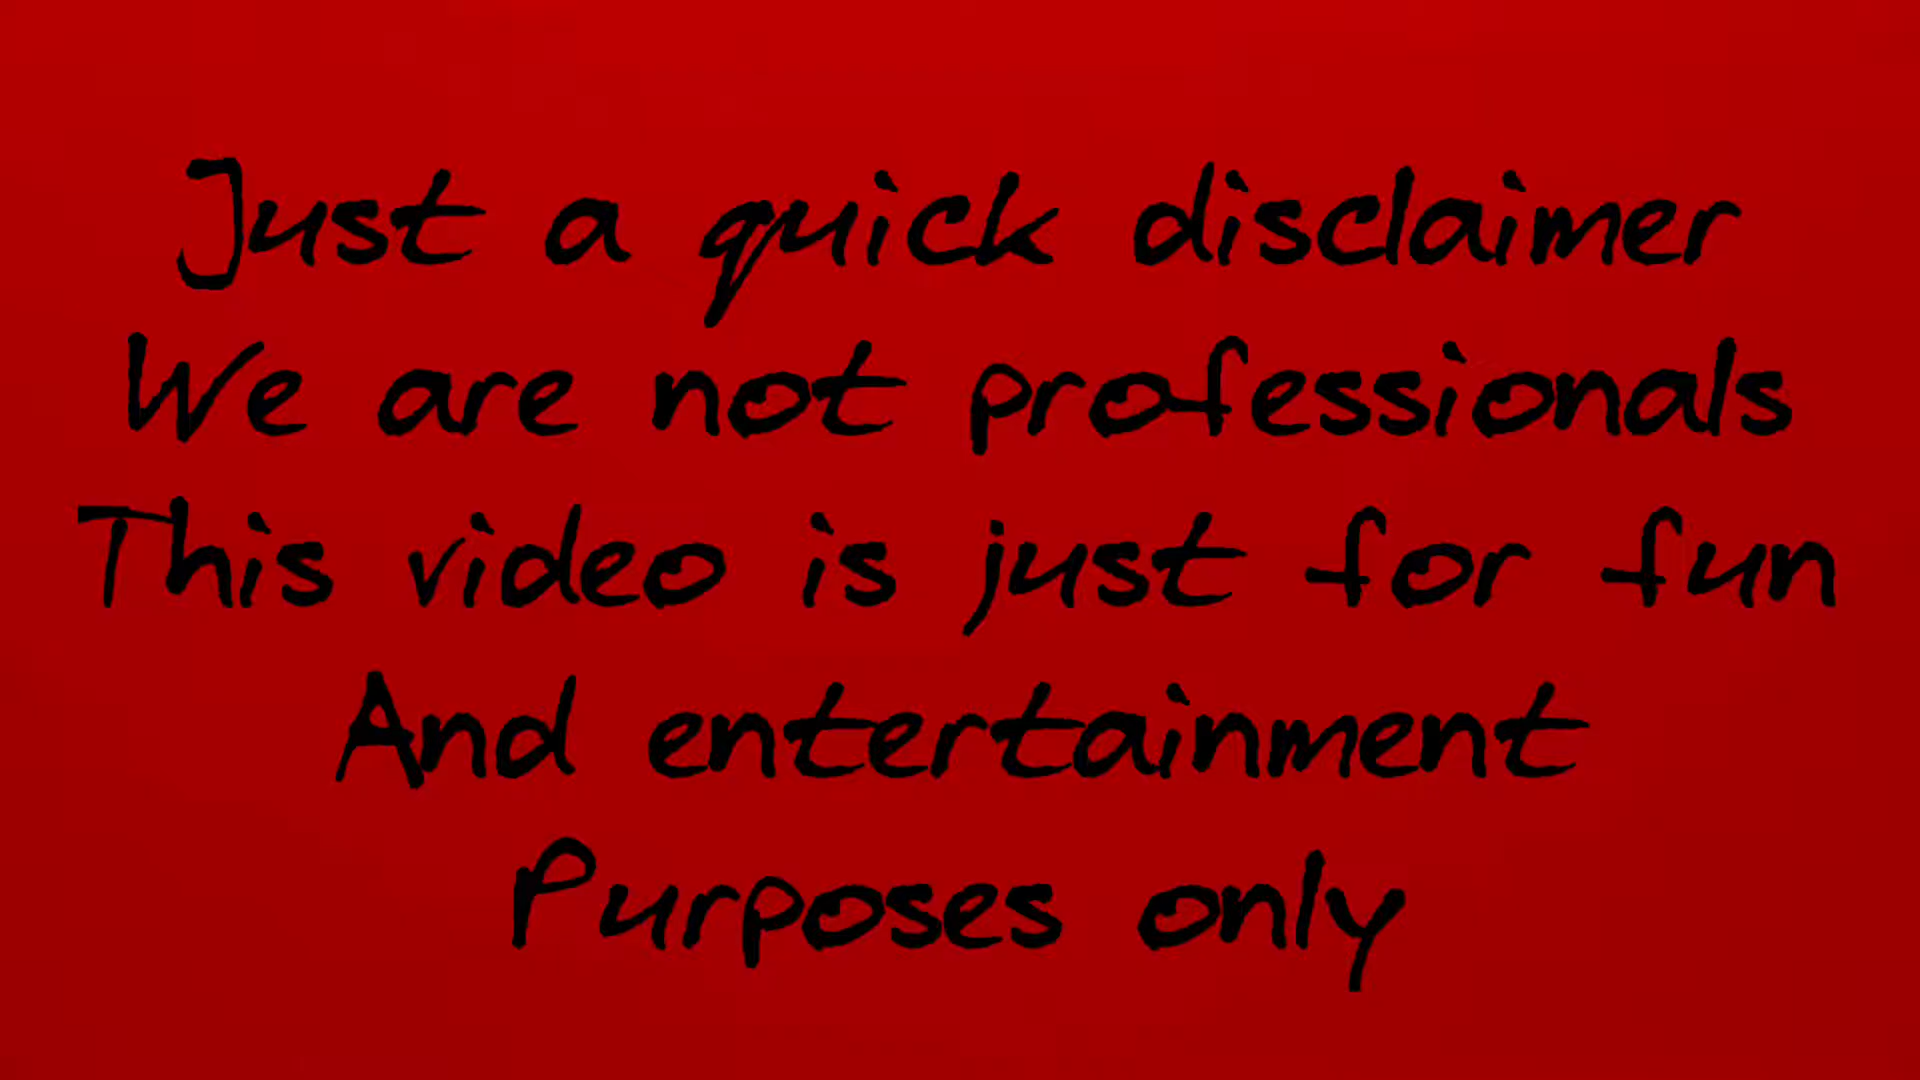 Just a quick disclaimer
We are not professionals
This video is just for fun
And entertainment
Purposes only